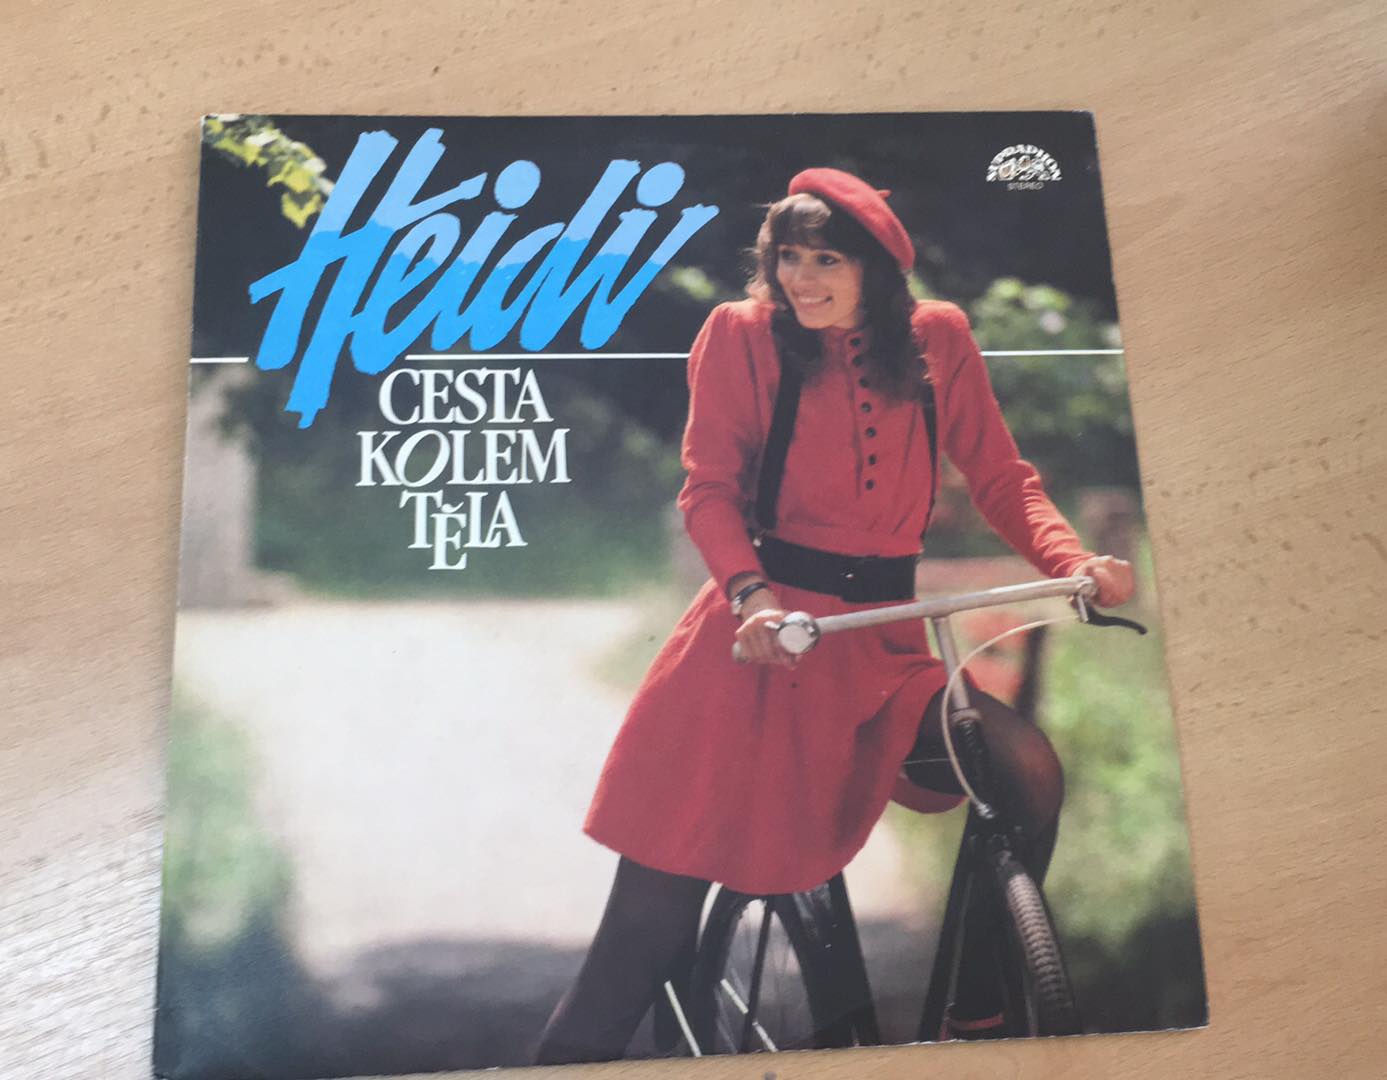 Heidi
SUPRAPHON
STEREO
CESTA
KOLEM
TĚLA